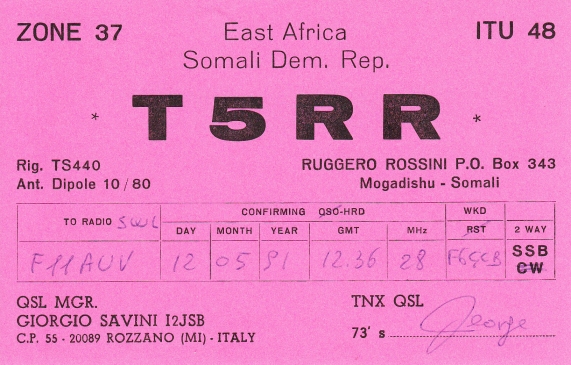 ZONE 37 East Africa ITU 48
Somali Dem. Rep.
* T5RR *
Rig. TS440 RUGGERO ROSSINI P.O. Box 343
Ant. Dipole 10/80 Mogadishu - Somali
TO RADIO SWL CONFIRMING QSO-HRD WKD
DAY MONTH YEAR GMT MHz RST 2 WAY
F11AUV 12 05 91 12.36 28 SSB
CW
QSL MGR. TNX QSL
GIORGIO SAVINI I2JSB
C.P. 55 - 20089 ROZZANO (MI) - ITALY 73' s George